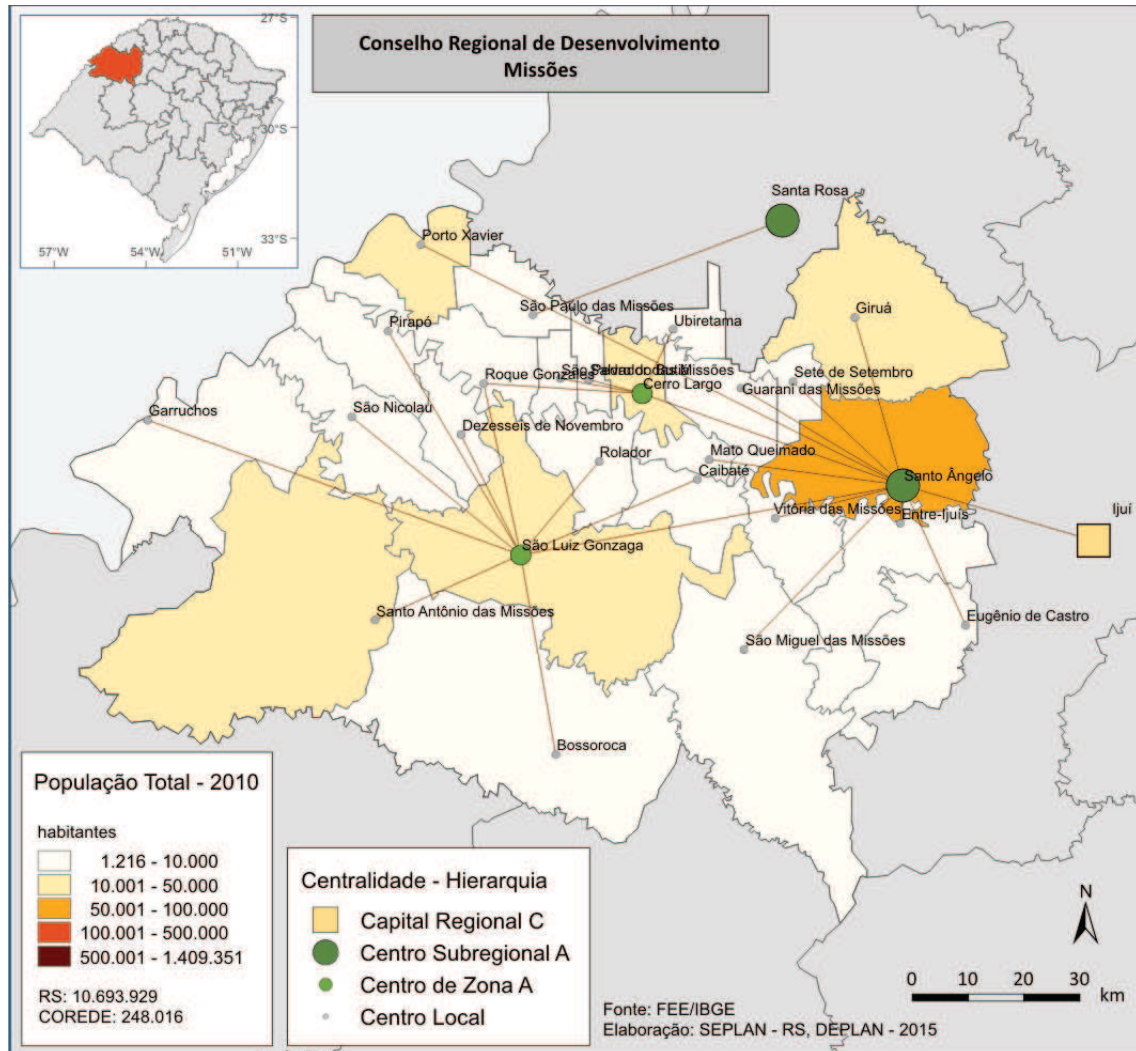 27°S
Conselho Regional de Desenvolvimento
Missões
30°S
33°S
57°W
54°W
51°W
Santa Rosa
Porto Xavier
São Paulo das Missões
Giruá
Pirapó
Ubiretama
Roque Gonzales
Cerro Largo
Sete de Setembro
Guarani das Missões
Garruchos
São Nicolau
Dezesseis de Novembro
Rolador
Mato Queimado
Caibaté
Santo Ângelo
Vitória das Missões
Entre-Ijuís
Ijuí
São Luiz Gonzaga
Santo Antônio das Missões
Eugênio de Castro
São Miguel das Missões
Bossoroca
População Total - 2010
habitantes
1.216 - 10.000
10.001 - 50.000
50.001 - 100.000
100.001 - 500.000
500.001 - 1.409.351
RS: 10.693.929
COREDE: 248.016
Centralidade - Hierarquia
Capital Regional C
Centro Subregional A
Centro de Zona A
Centro Local
N
0 10 20 30
km
Fonte: FEE/IBGE
Elaboração: SEPLAN - RS, DEPLAN - 2015